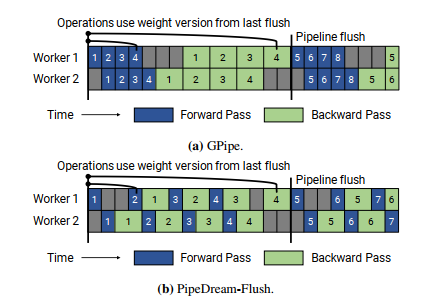 Operations use weight version from last flush
Pipeline flush
Worker 1 1 2 3 4 1 2 3 4 5 6 7 8 5
Worker 2 1 2 3 4 1 2 3 4 5 6 7 8 5 6
Time Forward Pass Backward Pass
(a) GPipe.
Operations use weight version from last flush
Pipeline flush
Worker 1 1 2 1 3 2 4 3 4 5 6 5 7 6
Worker 2 1 1 2 2 3 3 4 4 5 5 6 6 7
Time Forward Pass Backward Pass
(b) PipeDream-Flush.